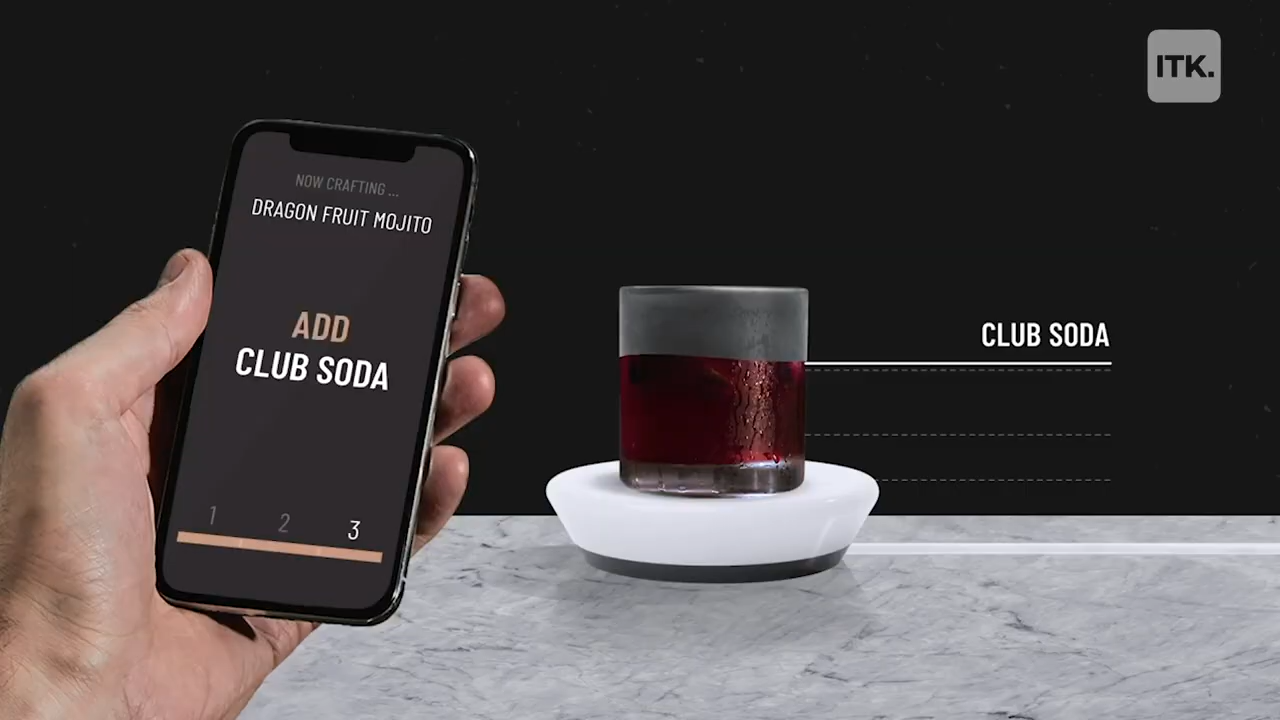 ITK.
NOW CRAFTING ...
DRAGON FRUIT MOJITO
ADD
CLUB SODA
1 2 3
CLUB SODA